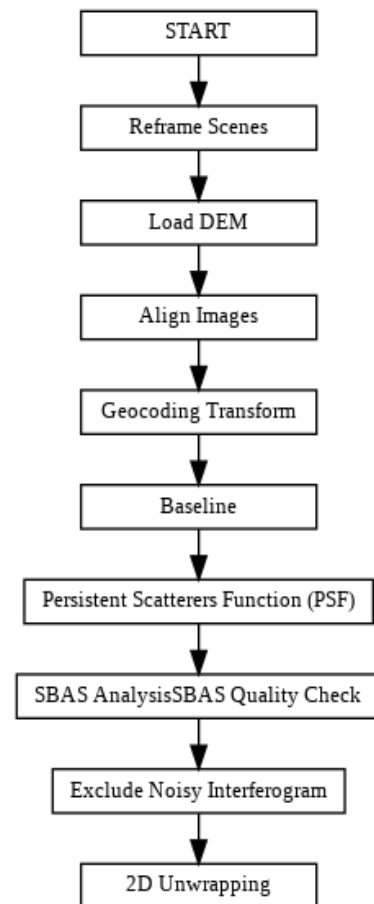 START
Reframe Scenes
Load DEM
Align Images
Geocoding Transform
Baseline
Persistent Scatterers Function (PSF)
SBAS AnalysisSBAS Quality Check
Exclude Noisy Interferogram
2D Unwrapping